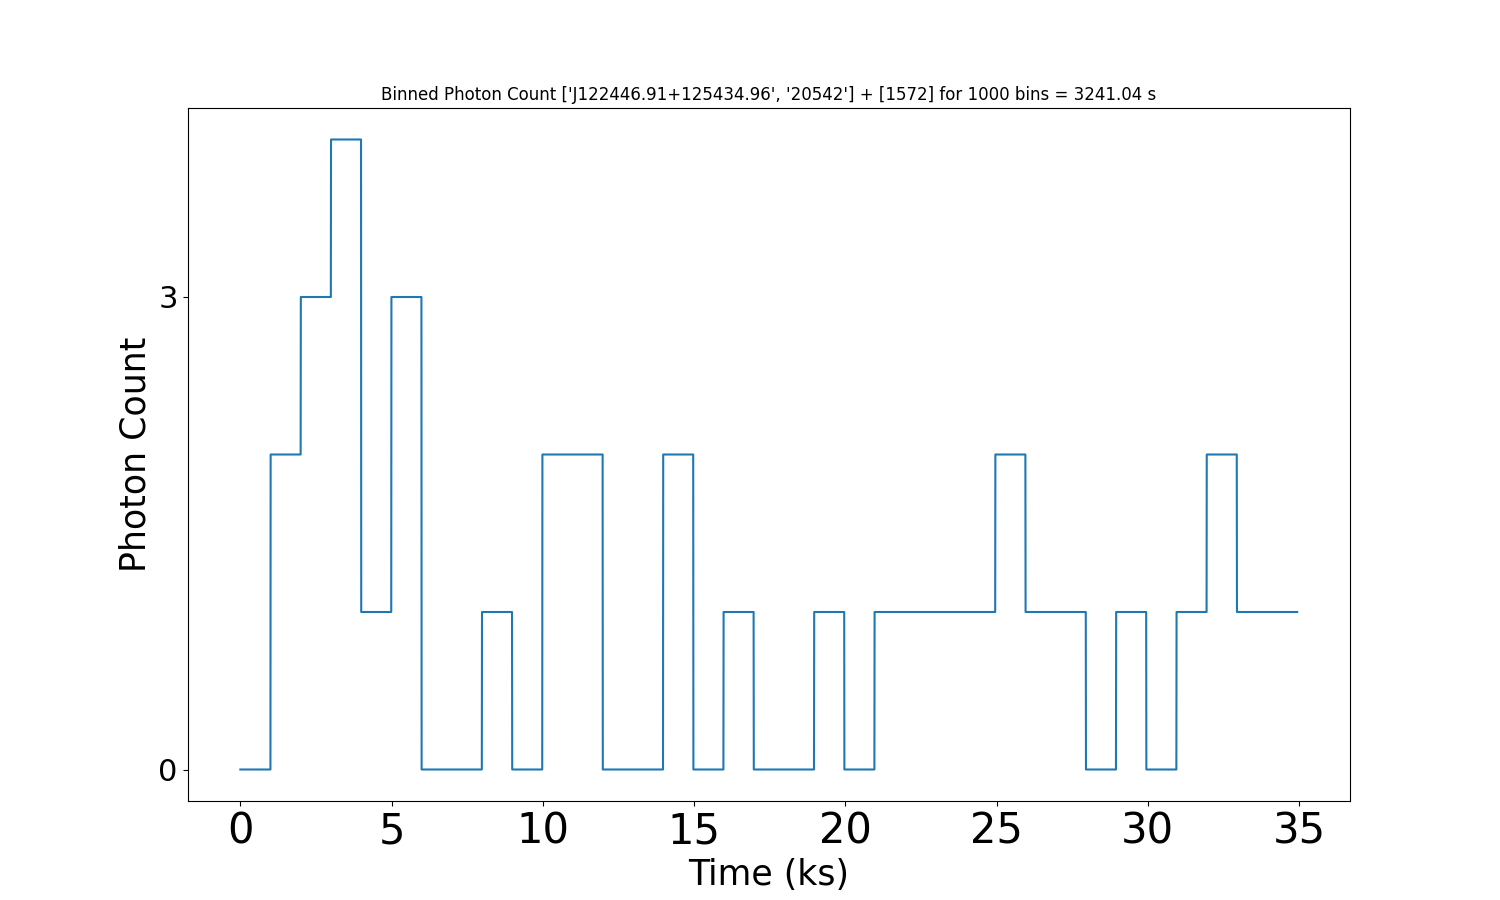 Binned Photon Count ['J122446.91+125434.96', '20542'] + [1572] for 1000 bins = 3241.04 s
Photon Count
3
0
0 5 10 15 20 25 30 35
Time (ks)